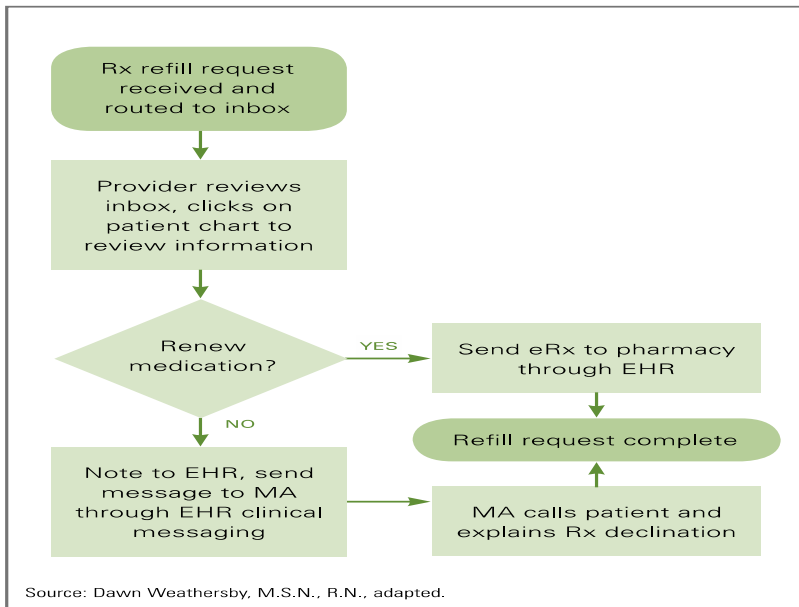 Rx refill request
received and
routed to inbox
Provider reviews
inbox, clicks on
patient chart to
review information
Renew
medication?
YES
Send eRx to pharmacy
through EHR
NO
Refill request complete
Note to EHR, send
message to MA
through EHR clinical
messaging
MA calls patient and
explains Rx declination
Source: Dawn Weathersby, M.S.N., R.N., adapted.